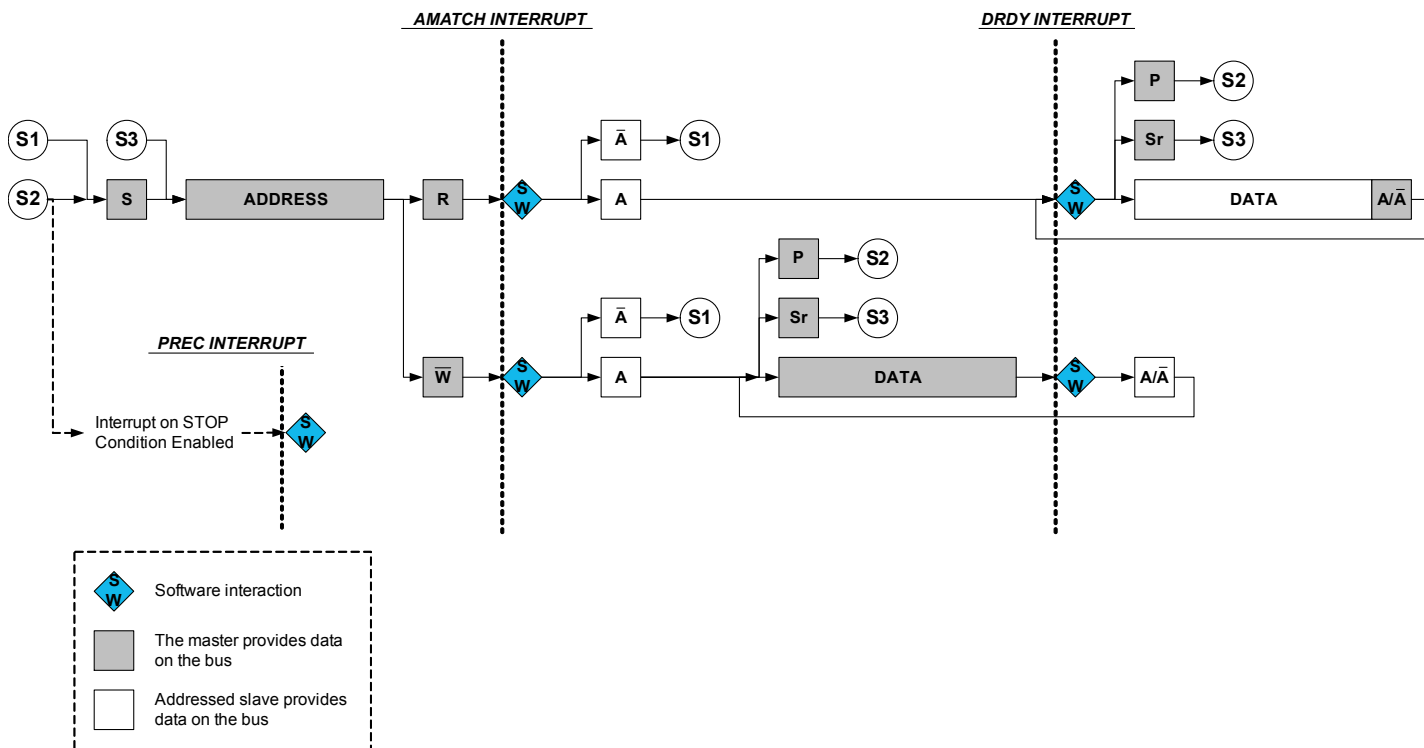 AMATCH INTERRUPT
DRDY INTERRUPT
P
S2
S1
S3
A̅
S1
Sr
S3
S2
S
ADDRESS
R
S
W
A
S
W
DATA
A/A̅
P
S2
A̅
S1
Sr
S3
PREC INTERRUPT
W̅
S
W
A
DATA
S
W
A/A̅
Interrupt on STOP
Condition Enabled
S
W
S
W
Software interaction
The master provides data
on the bus
Addressed slave provides
data on the bus